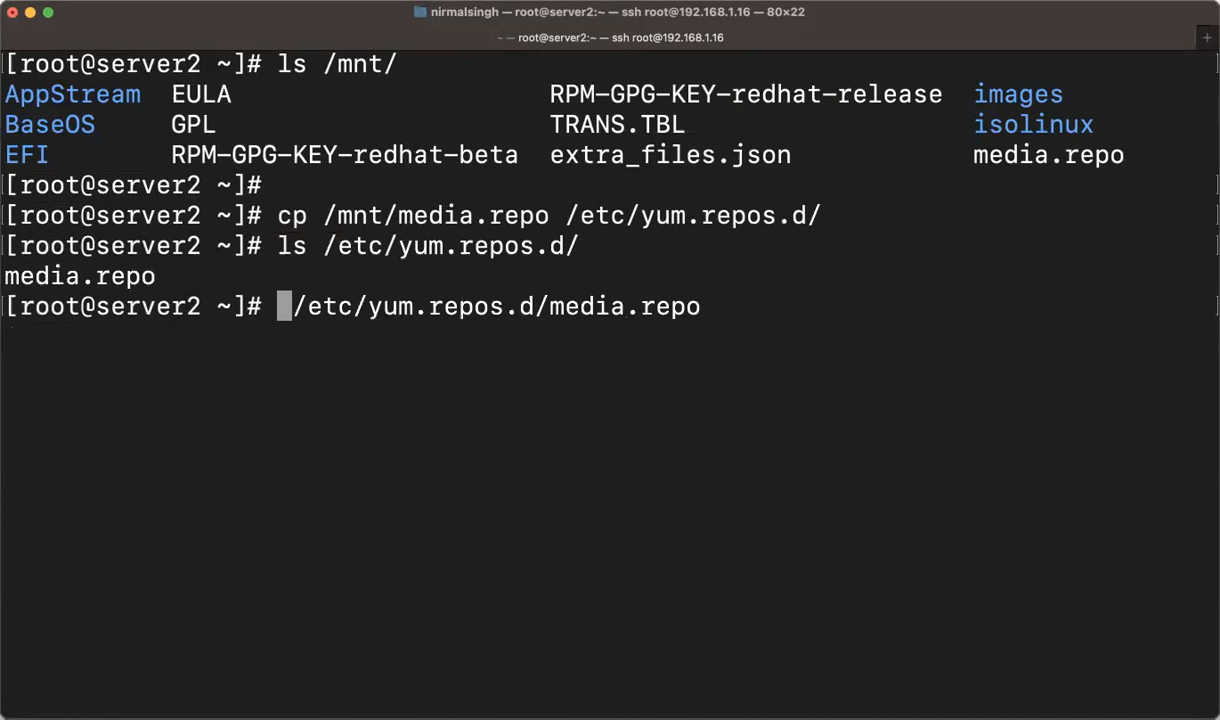 nirmalsingh — root@server2:~ — ssh root@192.168.1.16 — 80×22
~ — root@server2:~ — ssh root@192.168.1.16 +
[root@server2 ~]# ls /mnt/
AppStream EULA RPM-GPG-KEY-redhat-release images
BaseOS GPL TRANS.TBL isolinux
EFI RPM-GPG-KEY-redhat-beta extra_files.json media.repo
[root@server2 ~]#
[root@server2 ~]# cp /mnt/media.repo /etc/yum.repos.d/
[root@server2 ~]# ls /etc/yum.repos.d/
media.repo
[root@server2 ~]# /etc/yum.repos.d/media.repo